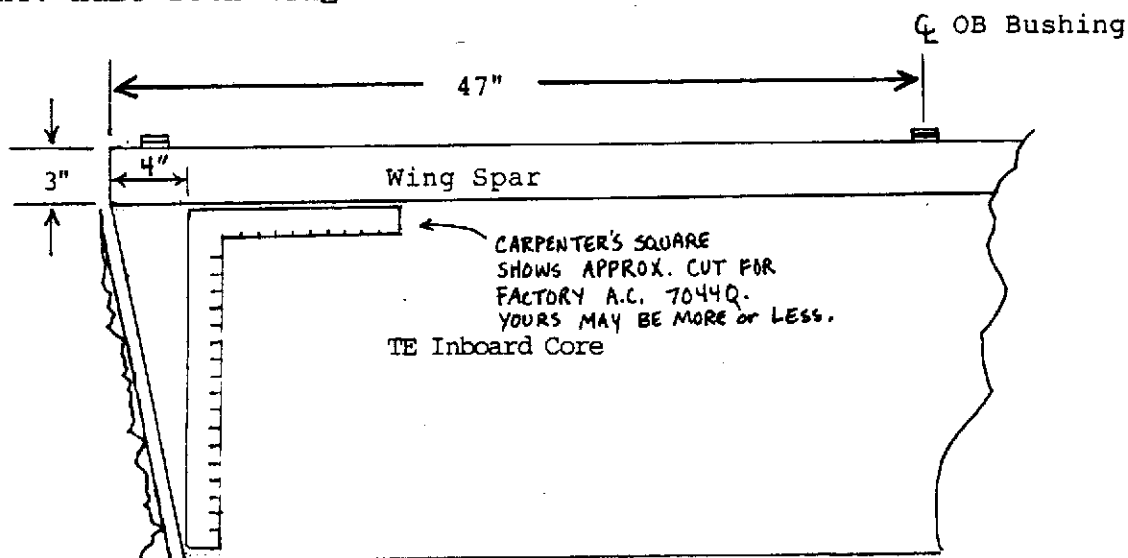 ℄ OB Bushing
47"
3"
4"
Wing Spar
CARPENTER'S SQUARE
SHOWS APPROX. CUT FOR
FACTORY A.C. 7044Q.
YOURS MAY BE MORE or LESS.
TE Inboard Core